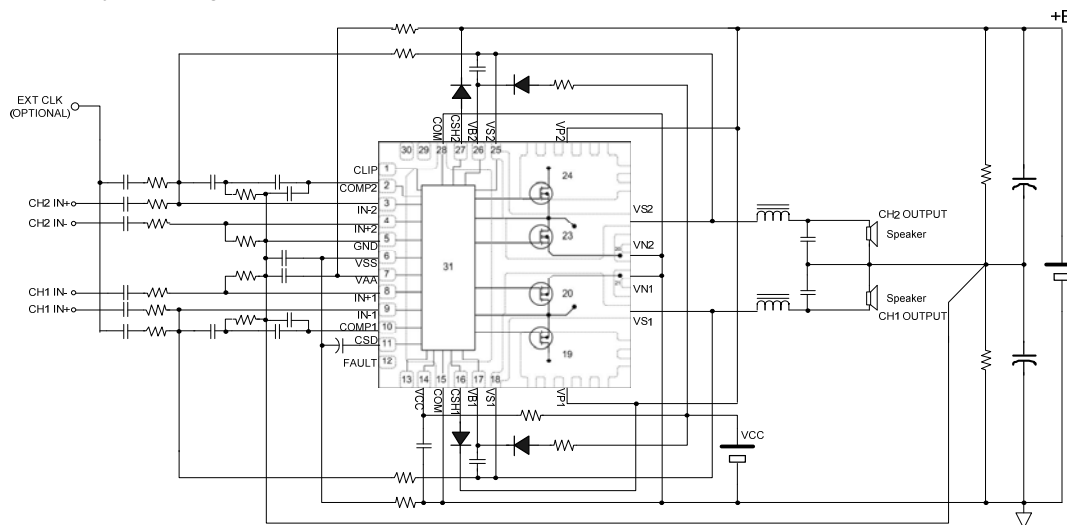 +B
EXT CLK
(OPTIONAL)
COM
CSH2
VB2
VS2
VP2
30 29 28 27 26 25
CLIP
1
COMP2
2
24
CH2 IN+
IN-2
3
VS2
CH2 OUTPUT
CH2 IN-
IN+2
4
Speaker
GND
5
23
VN2
VSS
6
31
VAA
7
VN1
CH1 IN-
IN+1
8
20
Speaker
CH1 IN+
IN-1
9
VS1
CH1 OUTPUT
COMP1
10
CSD
11
FAULT
12
19
13 14 15 16 17 18
VCC
COM
CSH1
VB1
VS1
VP1
VCC